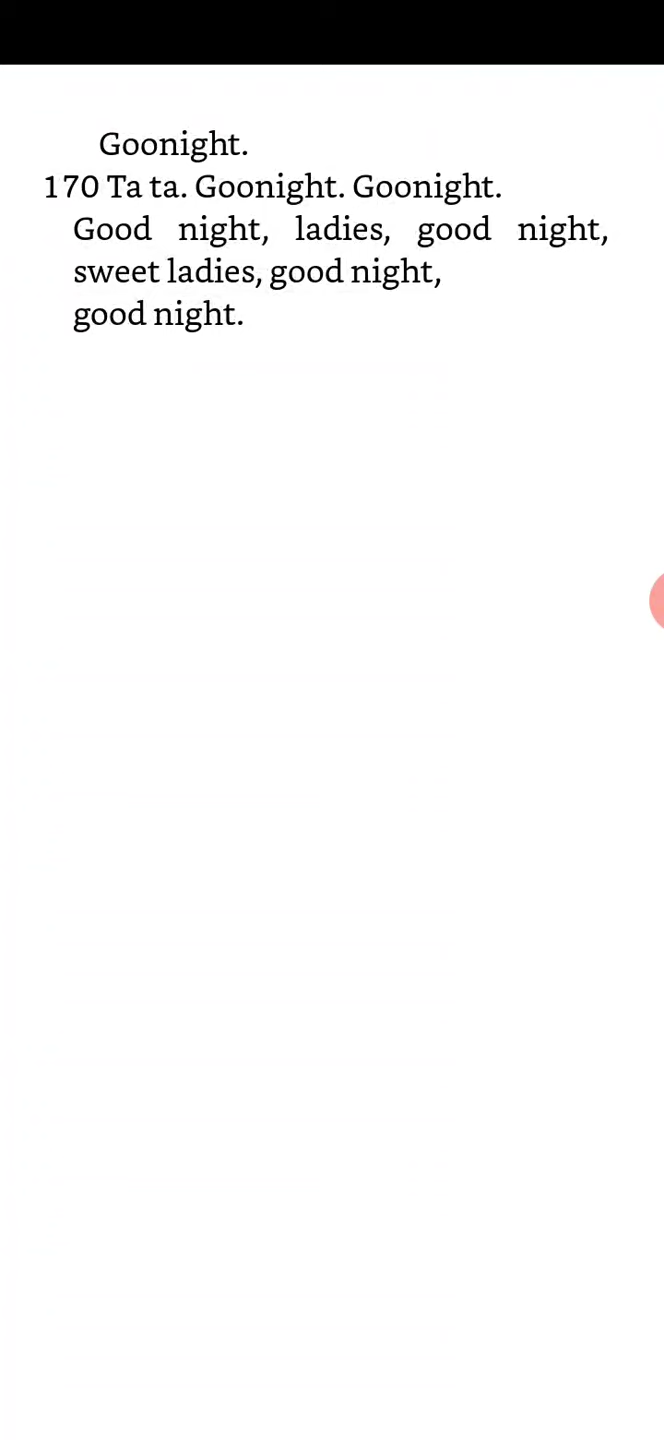 Goonight.
170 Ta ta. Goonight. Goonight.
Good night, ladies, good night,
sweet ladies, good night,
good night.